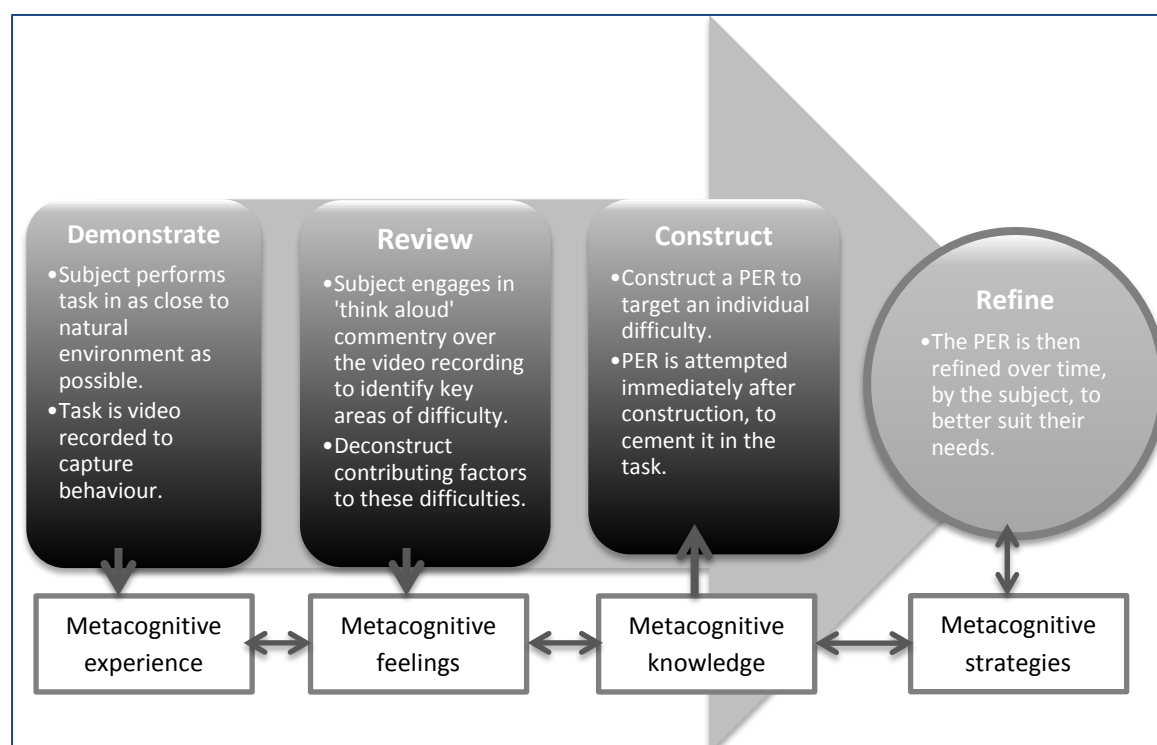 Demonstrate
•Subject performs
task in as close to
natural
environment as
possible.
•Task is video
recorded to
capture
behaviour.
Review
•Subject engages in
'think aloud'
commentry over
the video recording
to identify key
areas of difficulty.
•Deconstruct
contributing factors
to these difficulties.
Construct
•Construct a PER to
target an individual
difficulty.
•PER is attempted
immediately after
construction, to
cement it in the
task.
Refine
•The PER is then
refined over time,
by the subject, to
better suit their
needs.
Metacognitive
experience
Metacognitive
feelings
Metacognitive
knowledge
Metacognitive
strategies